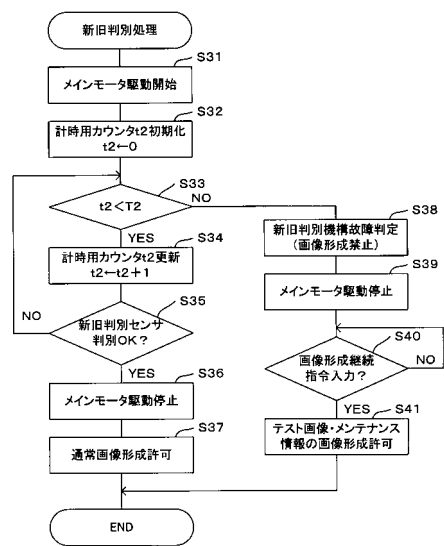 新旧判別処理
S31
メインモータ駆動開始
S32
計時用カウンタt2初期化
t2←0
S33
t2<T2
NO
YES
S34
計時用カウンタt2更新
t2←t2+1
S35
新旧判別センサ
判別OK?
NO
YES
S36
メインモータ駆動停止
S37
通常画像形成許可
S38
新旧判別機構故障判定
(画像形成禁止)
S39
メインモータ駆動停止
S40
画像形成継続
指令入力?
NO
YES
S41
テスト画像・メンテナンス
情報の画像形成許可
END